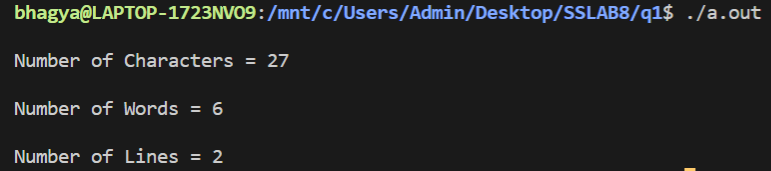 bhagya@LAPTOP-1723NVO9:/mnt/c/Users/Admin/Desktop/SSLAB8/q1$ ./a.out
Number of Characters = 27
Number of Words = 6
Number of Lines = 2